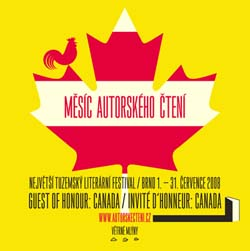 MĚSÍC AUTORSKÉHO ČTENÍ
NEJVĚTŠÍ TUZEMSKÝ LITERÁRNÍ FESTIVAL / BRNO 1. – 31. ČERVENCE 2008
GUEST OF HONOUR: CANADA / INVITÉ D'HONNEUR: CANADA
WWW.AUTORSKECTENI.CZ
VĚTRNÉ MLÝNY